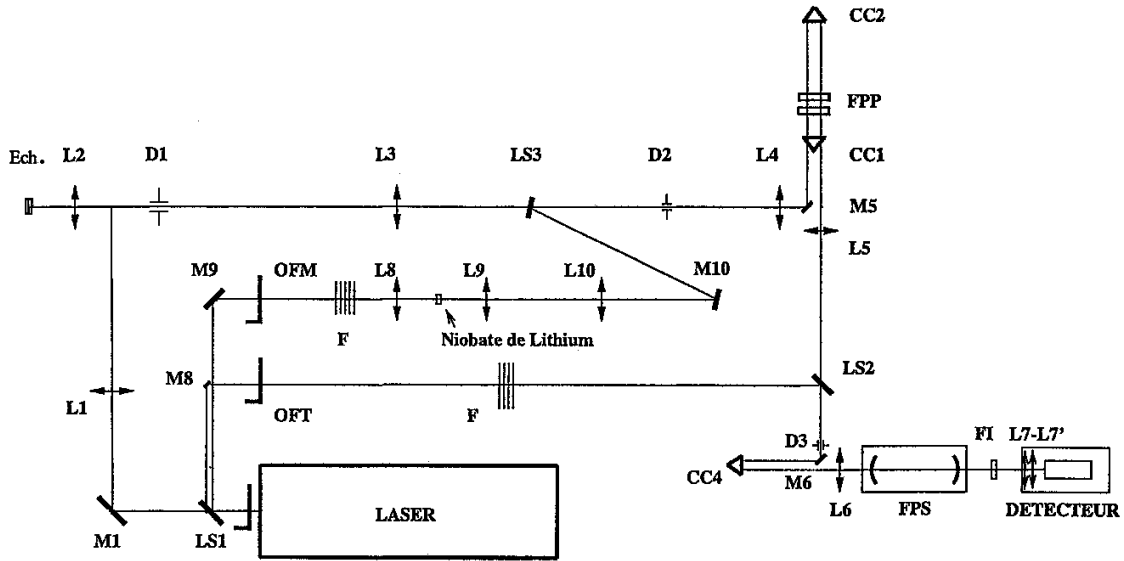 CC2
FPP
Ech. L2 D1 L3 LS3 D2 L4 CC1
M5
L5
M9 OFM L8 L9 L10 M10
F Niobate de Lithium
M8 LS2
L1 OFT F
D3 FI L7-L7'
CC4 M6
L6 FPS DETECTEUR
LASER
M1 LS1